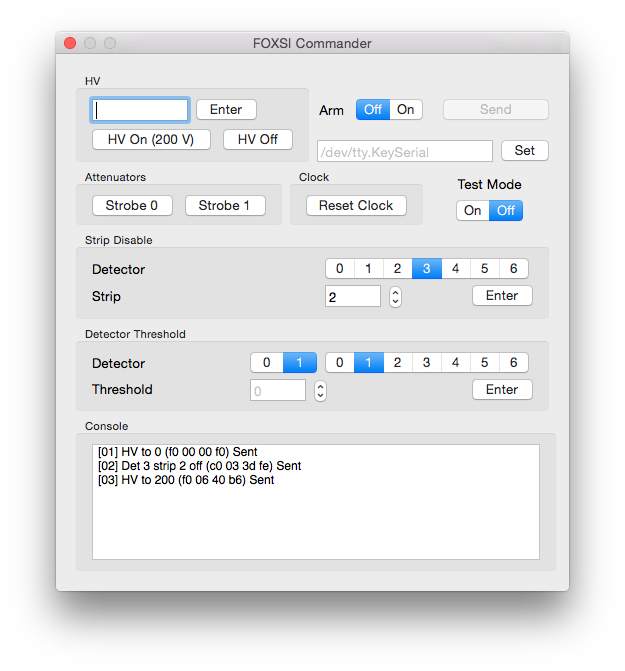 FOXSI Commander
HV
Enter
Arm Off On Send
HV On (200 V) HV Off
/dev/tty.KeySerial Set
Attenuators Clock
Test Mode
Strobe 0 Strobe 1 Reset Clock
On Off
Strip Disable
Detector 0 1 2 3 4 5 6
Strip 2 Enter
Detector Threshold
Detector 0 1 0 1 2 3 4 5 6
Threshold 0 Enter
Console
[01] HV to 0 (f0 00 00 f0) Sent
[02] Det 3 strip 2 off (c0 03 3d fe) Sent
[03] HV to 200 (f0 06 40 b6) Sent